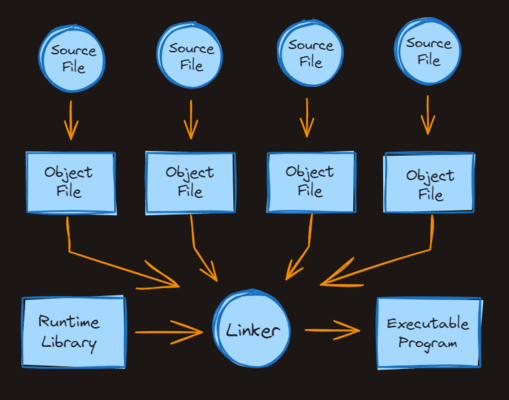 Source
File
Source
File
Source
File
Source
File
Object
File
Object
File
Object
File
Object
File
Runtime
Library
Linker
Executable
Program